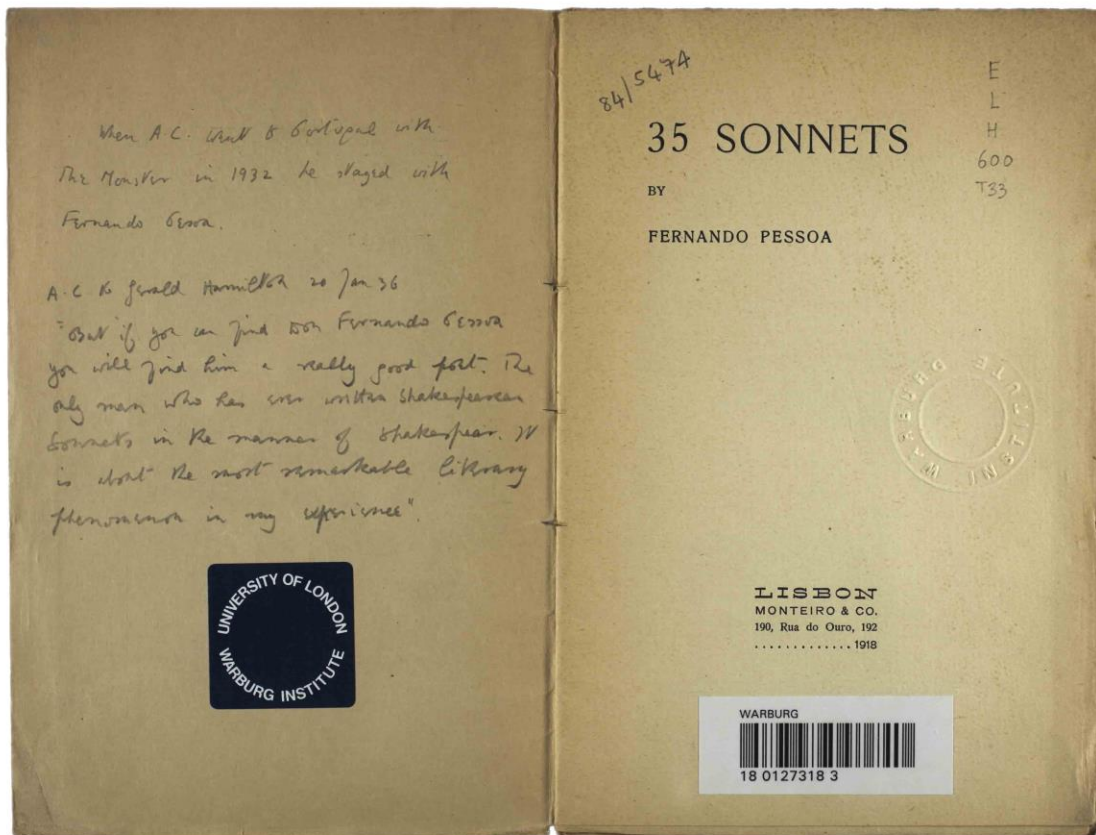 When A.C. went to Portugal with
The Monster in 1932 he stayed with
Fernando Pessoa.
A.C. to Gerald Hamilton 20 Jan 36
"But if you can find Don Fernando Pessoa
you will find him a really good poet. The
only man who has ever written Shakespearean
Sonnets in the manner of Shakespear. It
is about the most remarkable literary
phenomenon in my experience".
UNIVERSITY OF LONDON
WARBURG INSTITUTE
84/5474
E
L
H
600
T33
35 SONNETS
BY
FERNANDO PESSOA
WARBURG INSTITUTE
LISBON
MONTEIRO & CO.
190, Rua do Ouro, 192
.............1918
WARBURG
18 0127318 3